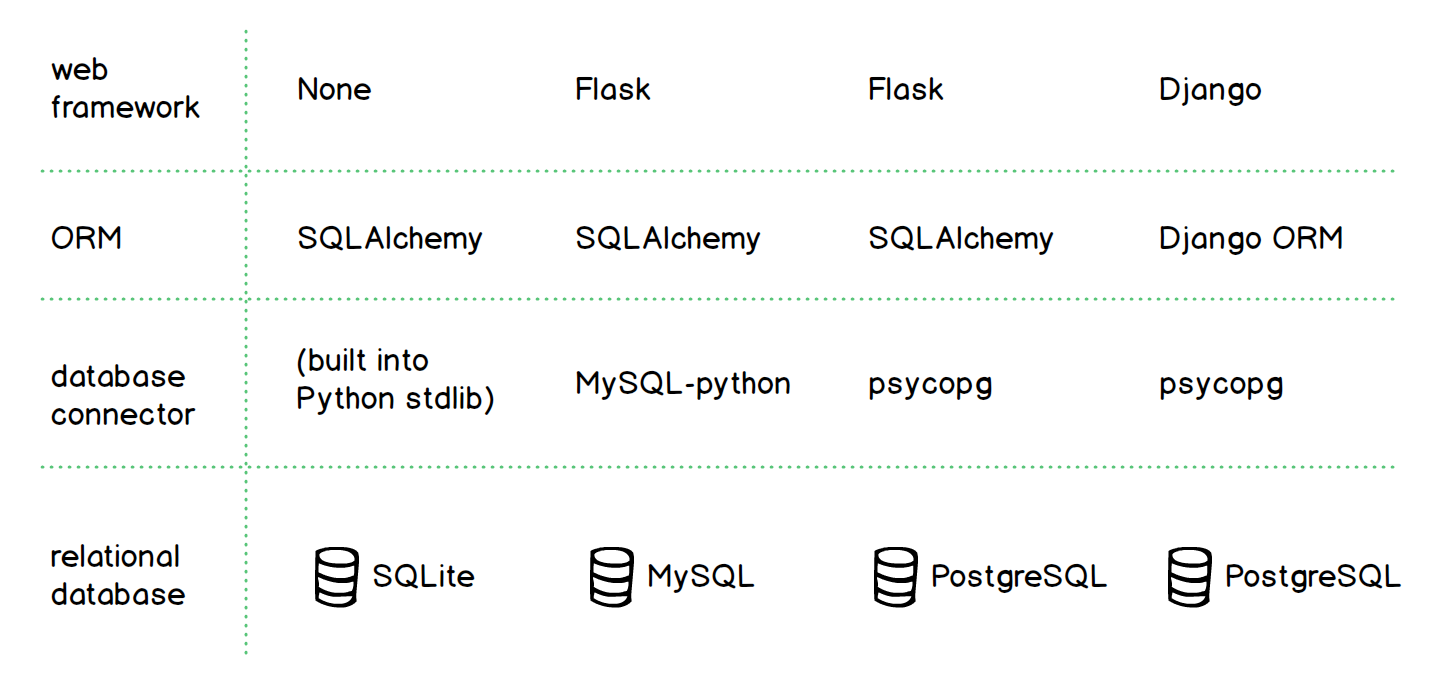 web
framework
None
Flask
Flask
Django
ORM
SQLAlchemy
SQLAlchemy
SQLAlchemy
Django ORM
database
connector
(built into
Python stdlib)
MySQL-python
psycopg
psycopg
relational
database
SQLite
MySQL
PostgreSQL
PostgreSQL